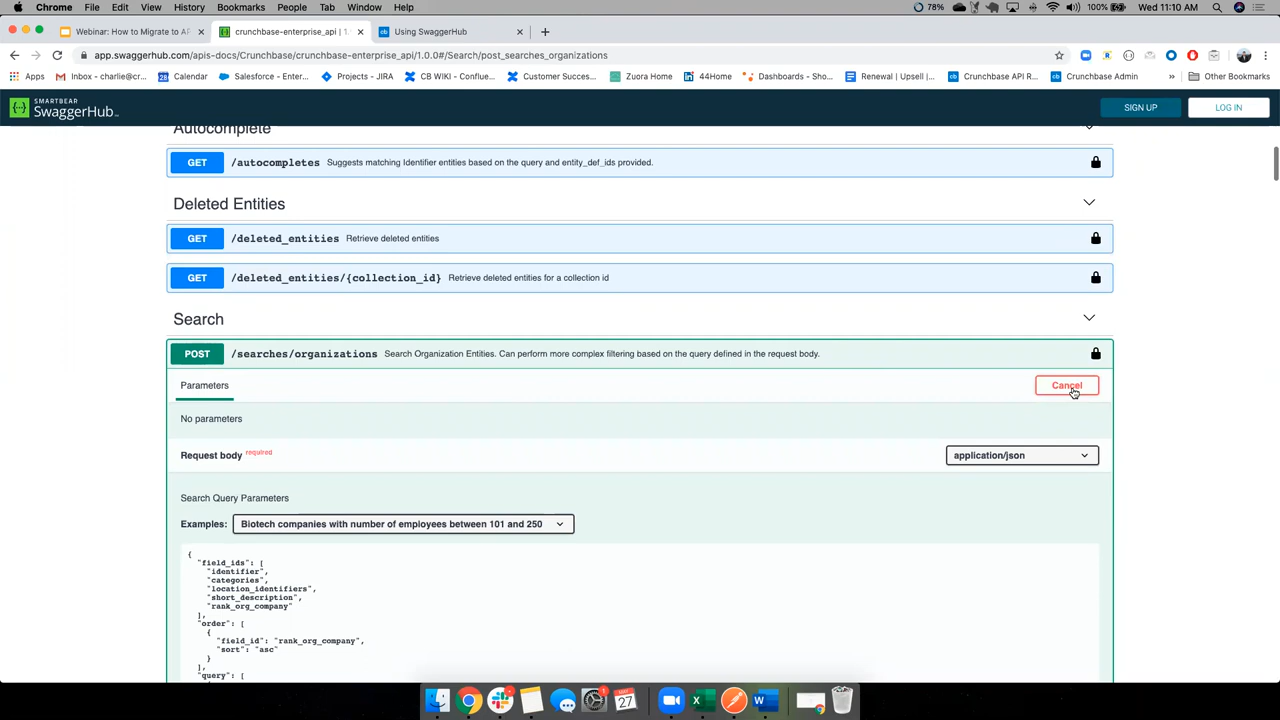 Chrome File Edit View History Bookmarks People Tab Window Help
78% 100% Wed 11:10 AM
Webinar: How to Migrate to AP
crunchbase-enterprise_api | 1.
Using SwaggerHub
app.swaggerhub.com/apis-docs/Crunchbase/crunchbase-enterprise_api/1.0.0#/Search/post_searches_organizations
Apps
Inbox - charlie@cr...
Calendar
Salesforce - Enter...
Projects - JIRA
CB WIKI - Conflue...
Customer Succes...
Zuora Home
44Home
Dashboards - Sho...
Renewal | Upsell |...
Crunchbase API R...
Crunchbase Admin
Other Bookmarks
SMARTBEAR
SwaggerHub
SIGN UP
LOG IN
Autocomplete
GET /autocompletes Suggests matching Identifier entities based on the query and entity_def_ids provided.
Deleted Entities
GET /deleted_entities Retrieve deleted entities
GET /deleted_entities/{collection_id} Retrieve deleted entities for a collection id
Search
POST /searches/organizations Search Organization Entities. Can perform more complex filtering based on the query defined in the request body.
Parameters
Cancel
No parameters
Request body required
application/json
Search Query Parameters
Examples: Biotech companies with number of employees between 101 and 250
{
"field_ids": [
"identifier",
"categories",
"location_identifiers",
"short_description",
"rank_org_company"
],
"order": [
{
"field_id": "rank_org_company",
"sort": "asc"
}
],
"query": [
MAY
27